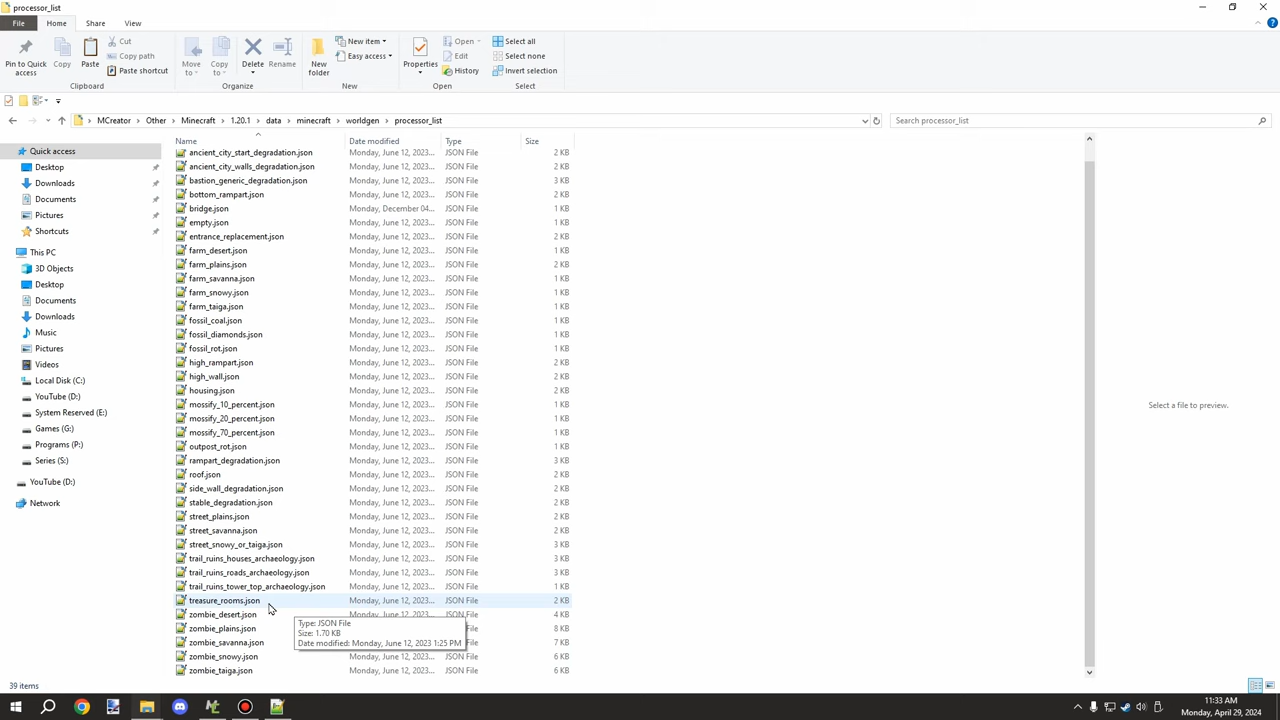 processor_list
File Home Share View
Pin to Quick access
Copy
Paste
Cut
Copy path
Paste shortcut
Clipboard
Move to
Copy to
Delete
Rename
Organize
New folder
New item
Easy access
New
Properties
Open
Edit
History
Open
Select all
Select none
Invert selection
Select
MCreator > Other > Minecraft > 1.20.1 > data > minecraft > worldgen > processor_list
Search processor_list
Quick access
Desktop
Downloads
Documents
Pictures
Shortcuts
This PC
3D Objects
Desktop
Documents
Downloads
Music
Pictures
Videos
Local Disk (C:)
YouTube (D:)
System Reserved (E:)
Games (G:)
Programs (P:)
Series (S:)
YouTube (D:)
Network
Name Date modified Type Size
ancient_city_start_degradation.json Monday, June 12, 2023... JSON File 2 KB
ancient_city_walls_degradation.json Monday, June 12, 2023... JSON File 2 KB
bastion_generic_degradation.json Monday, June 12, 2023... JSON File 3 KB
bottom_rampart.json Monday, June 12, 2023... JSON File 2 KB
bridge.json Monday, December 04... JSON File 1 KB
empty.json Monday, June 12, 2023... JSON File 1 KB
entrance_replacement.json Monday, June 12, 2023... JSON File 2 KB
farm_desert.json Monday, June 12, 2023... JSON File 1 KB
farm_plains.json Monday, June 12, 2023... JSON File 1 KB
farm_savanna.json Monday, June 12, 2023... JSON File 1 KB
farm_snowy.json Monday, June 12, 2023... JSON File 1 KB
farm_taiga.json Monday, June 12, 2023... JSON File 1 KB
fossil_coal.json Monday, June 12, 2023... JSON File 1 KB
fossil_diamonds.json Monday, June 12, 2023... JSON File 1 KB
fossil_rot.json Monday, June 12, 2023... JSON File 1 KB
high_rampart.json Monday, June 12, 2023... JSON File 2 KB
high_wall.json Monday, June 12, 2023... JSON File 1 KB
housing.json Monday, June 12, 2023... JSON File 1 KB
mossify_10_percent.json Monday, June 12, 2023... JSON File 1 KB
mossify_20_percent.json Monday, June 12, 2023... JSON File 1 KB
mossify_70_percent.json Monday, June 12, 2023... JSON File 1 KB
outpost_rot.json Monday, June 12, 2023... JSON File 1 KB
rampart_degradation.json Monday, June 12, 2023... JSON File 3 KB
roof.json Monday, June 12, 2023... JSON File 1 KB
side_wall_degradation.json Monday, June 12, 2023... JSON File 2 KB
stable_degradation.json Monday, June 12, 2023... JSON File 1 KB
street_plains.json Monday, June 12, 2023... JSON File 1 KB
street_savanna.json Monday, June 12, 2023... JSON File 1 KB
street_snowy_or_taiga.json Monday, June 12, 2023... JSON File 1 KB
trail_ruins_houses_archaeology.json Monday, June 12, 2023... JSON File 3 KB
trail_ruins_roads_archaeology.json Monday, June 12, 2023... JSON File 3 KB
trail_ruins_tower_top_archaeology.json Monday, June 12, 2023... JSON File 1 KB
treasure_rooms.json Monday, June 12, 2023... JSON File 2 KB
zombie_desert.json Monday, June 12, 2023... JSON File 4 KB
zombie_plains.json 8 KB
zombie_savanna.json 7 KB
zombie_snowy.json Monday, June 12, 2023... JSON File 6 KB
zombie_taiga.json Monday, June 12, 2023... JSON File 6 KB
Type: JSON File
Size: 1.70 KB
Date modified: Monday, June 12, 2023 1:25 PM
Select a file to preview.
39 items
11:33 AM
Monday, April 29, 2024